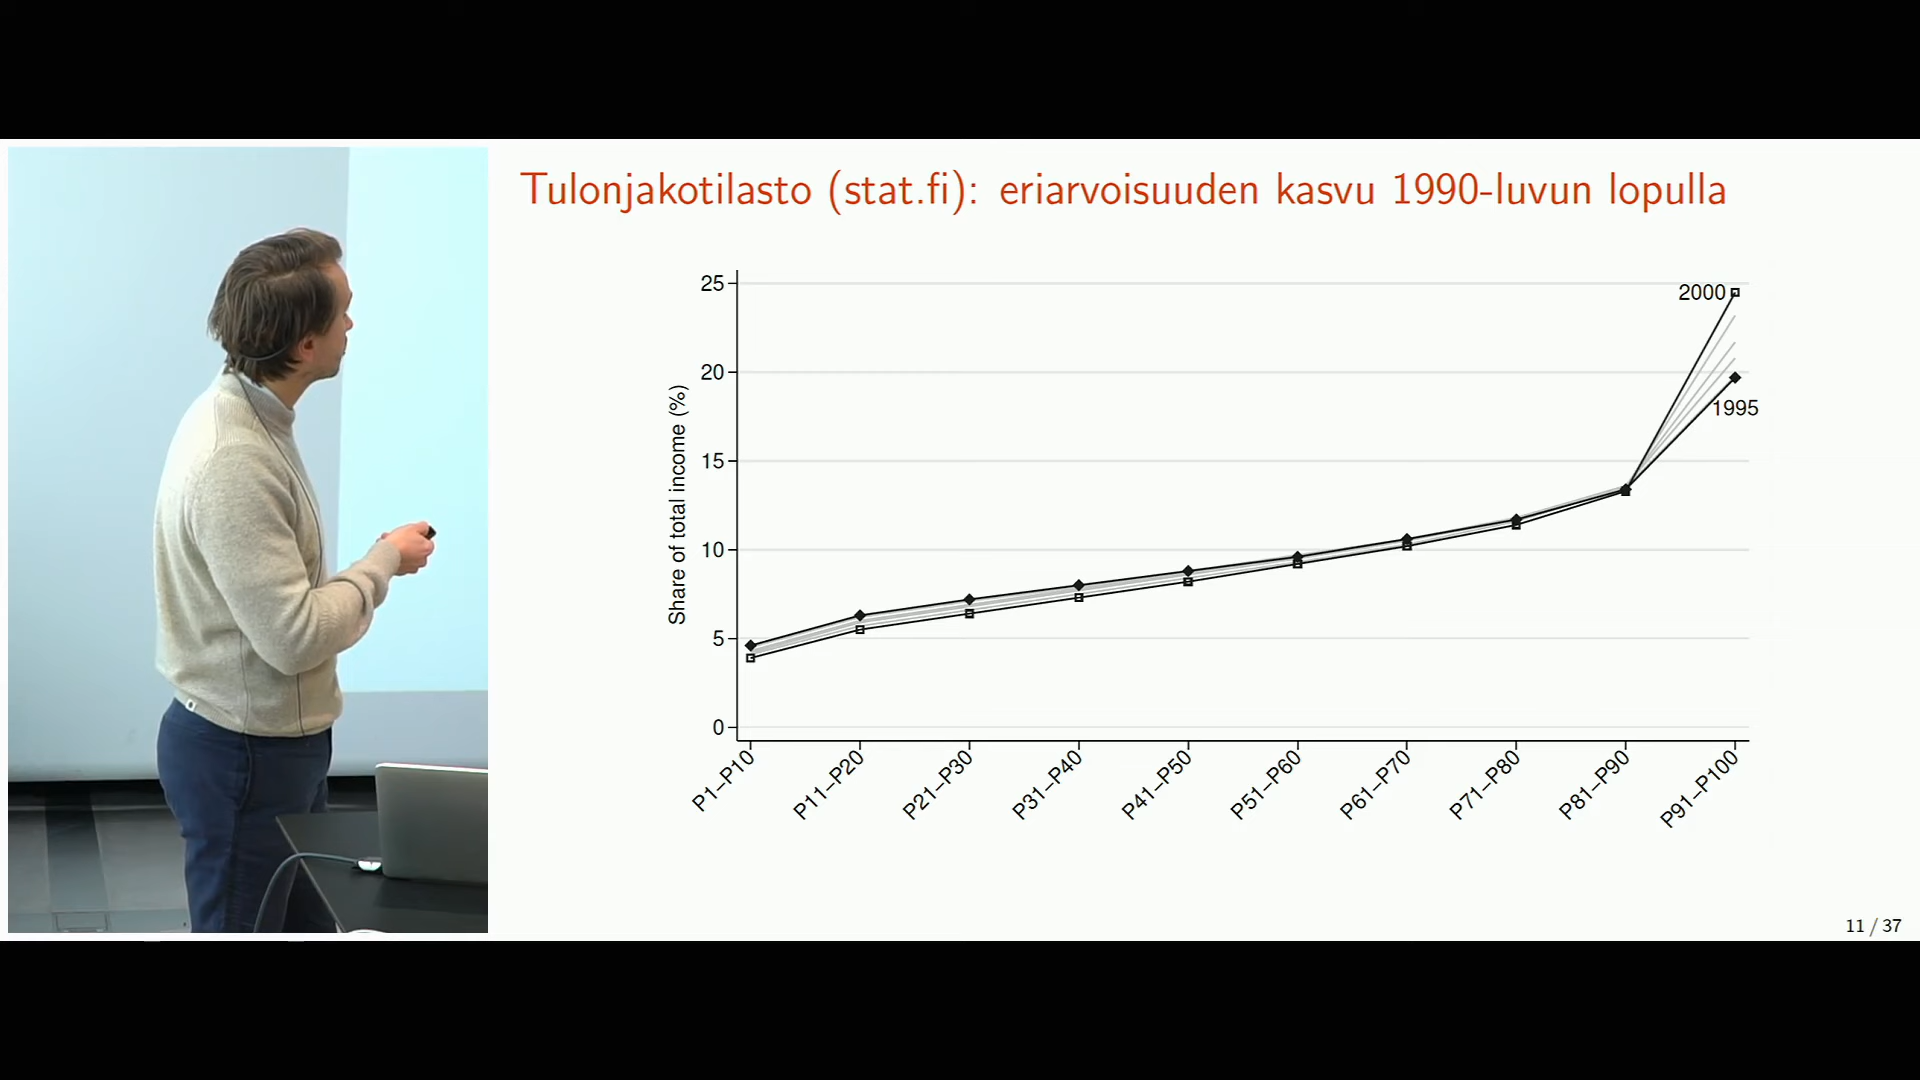 Tulonjakotilasto (stat.fi): eriarvoisuuden kasvu 1990-luvun lopulla
Share of total income (%)
25
20
15
10
5
0
2000
1995
P1–P10
P11–P20
P21–P30
P31–P40
P41–P50
P51–P60
P61–P70
P71–P80
P81–P90
P91–P100
11 / 37